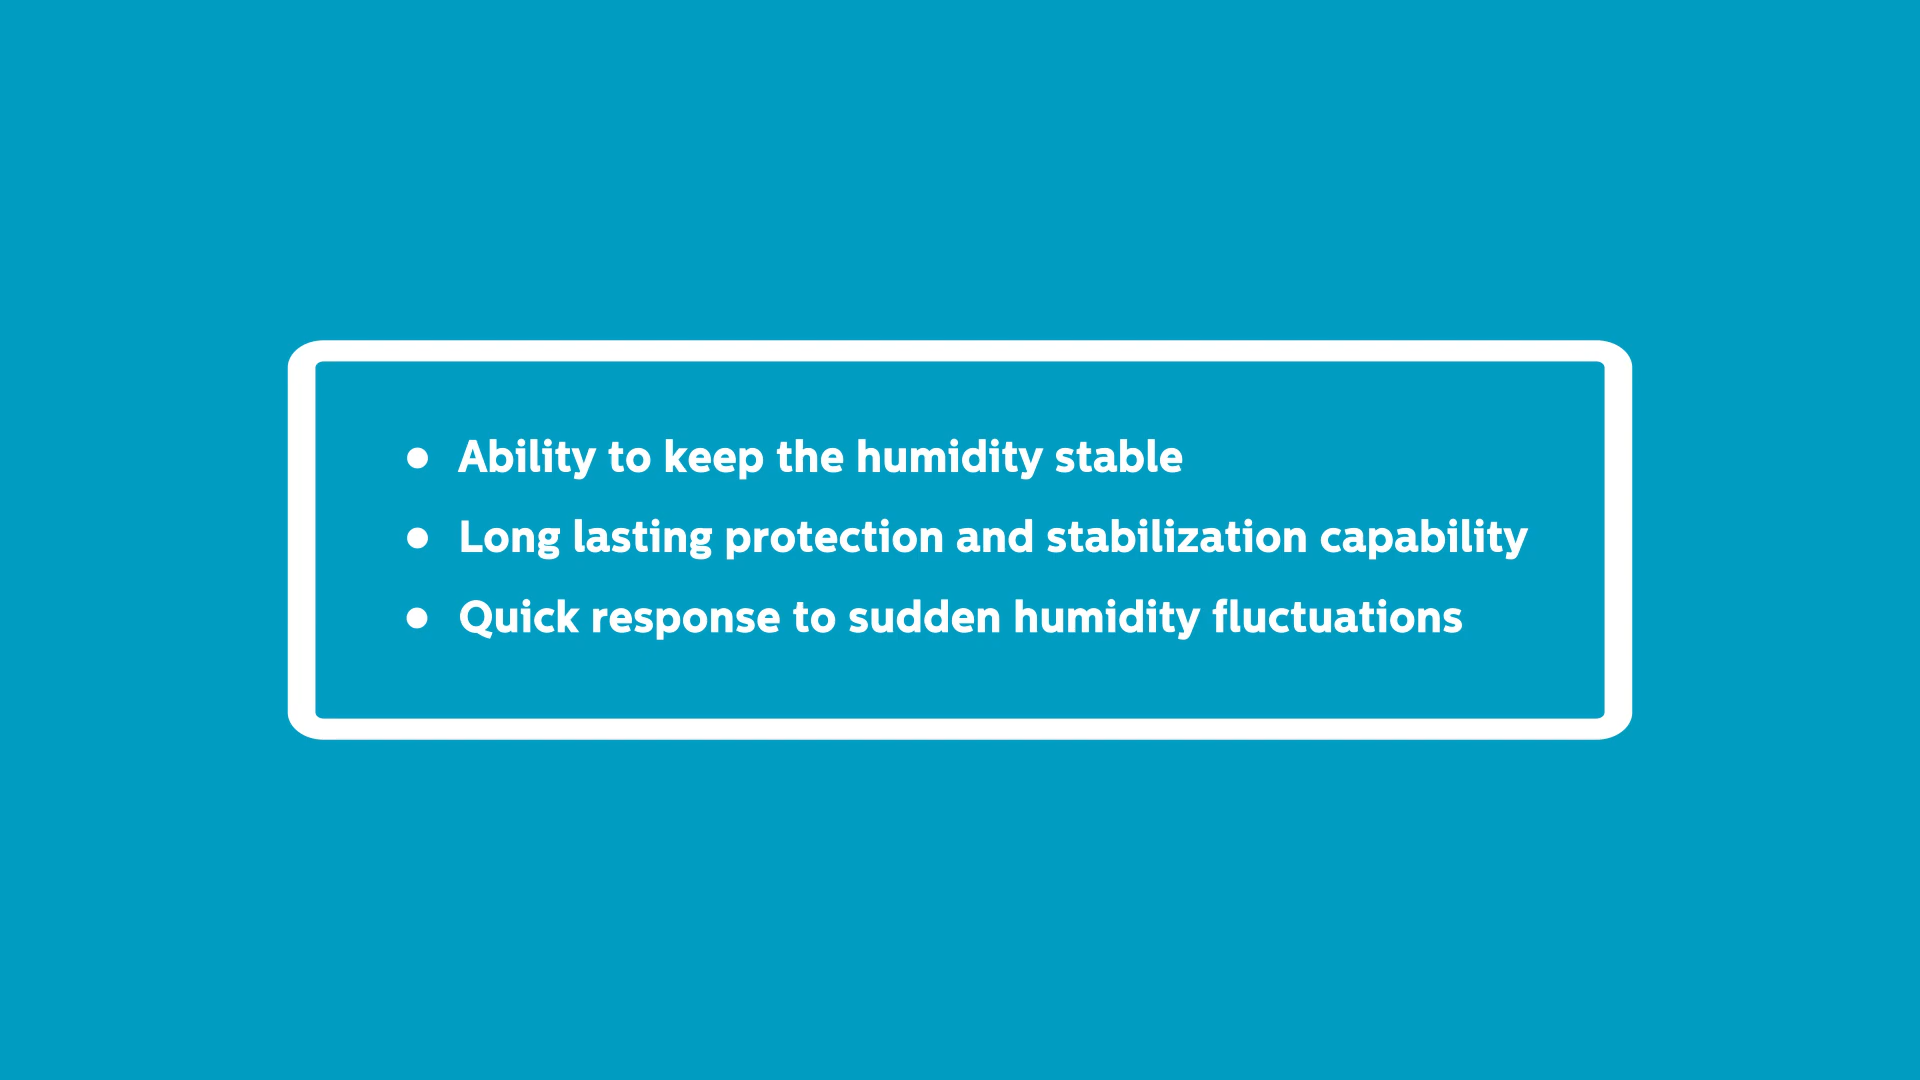 ● Ability to keep the humidity stable
● Long lasting protection and stabilization capability
● Quick response to sudden humidity fluctuations